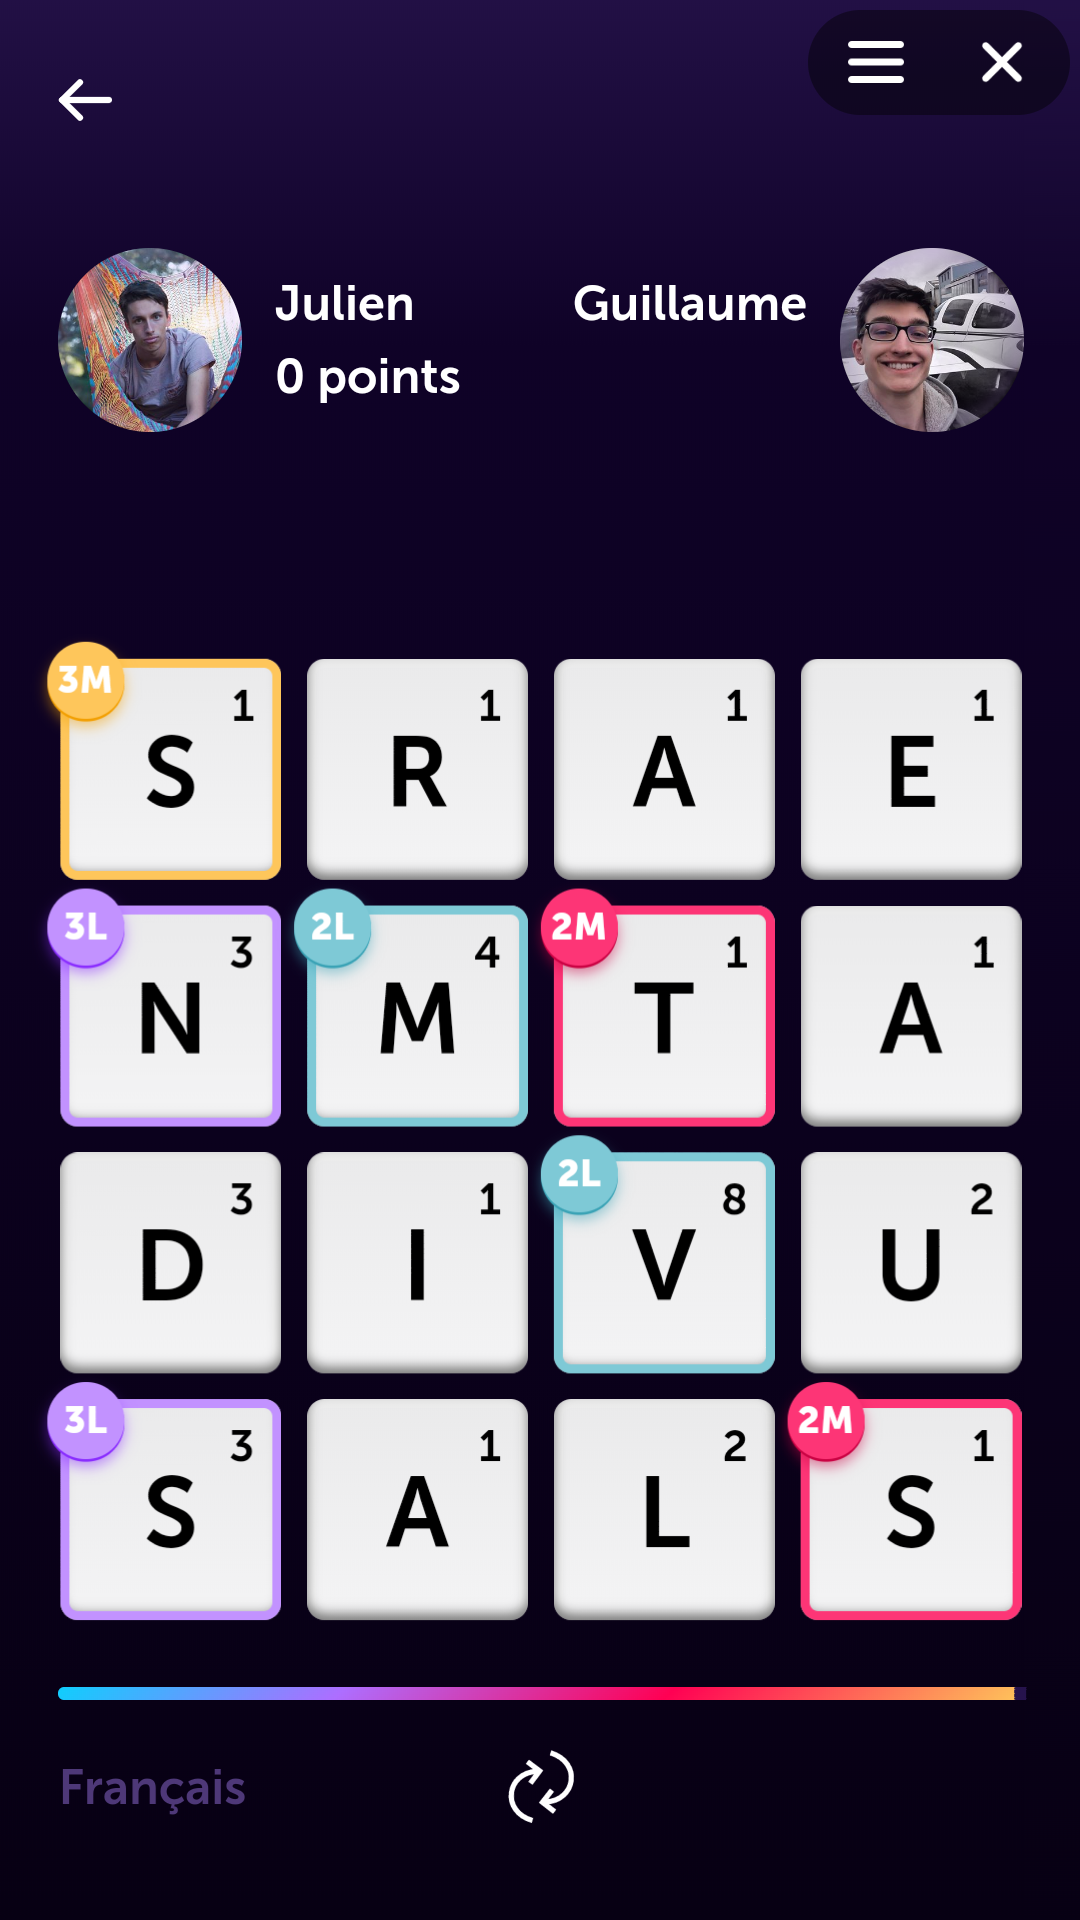 Julien
Guillaume
0 points
3M 1 1 1 1
S R A E
3L 3 2L 4 2M 1 1
N M T A
3 1 2L 8 2
D I V U
3L 3 1 2 2M 1
S A L S
Français